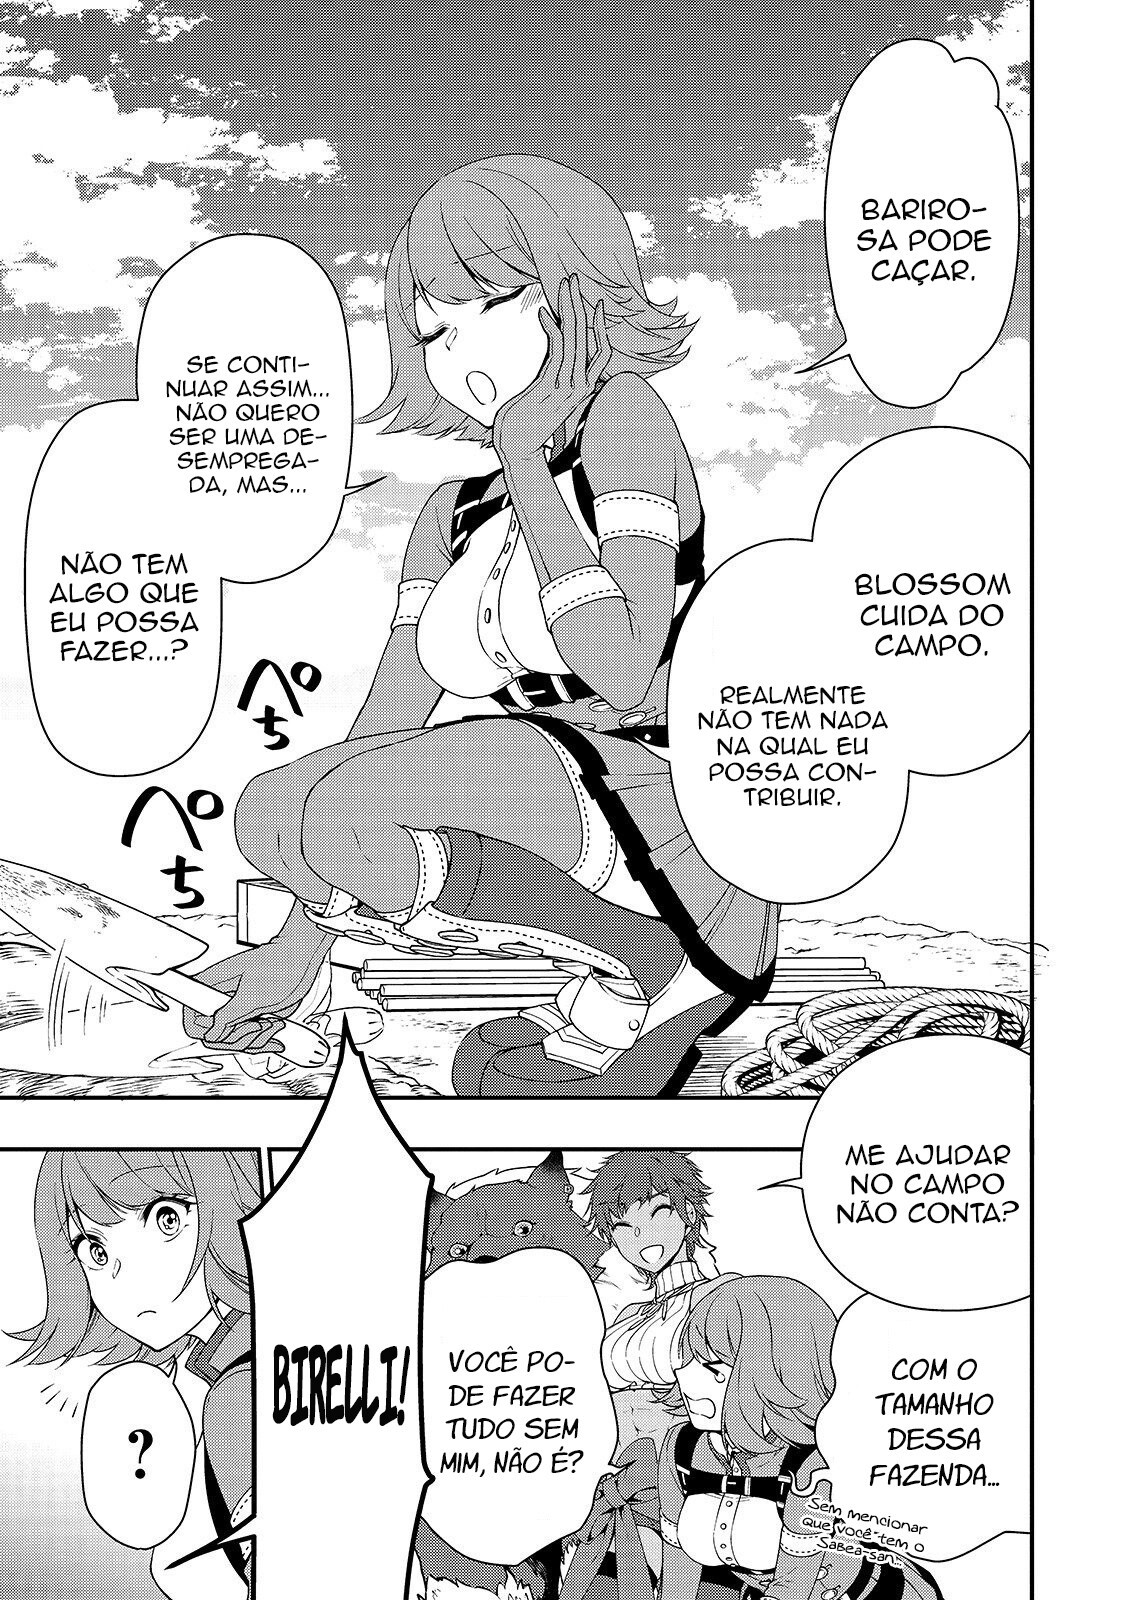 BARIRO-
SA PODE
CAÇAR.
BLOSSOM
CUIDA DO
CAMPO.
REALMENTE
NÃO TEM NADA
NA QUAL EU
POSSA CON-
TRIBUIR.
SE CONTI-
NUAR ASSIM...
NÃO QUERO
SER UMA DE-
SEMPREGA-
DA, MAS...
NÃO TEM
ALGO QUE
EU POSSA
FAZER...?
ぺち
ぺち
ME AJUDAR
NO CAMPO
NÃO CONTA?
COM O
TAMANHO
DESSA
FAZENDA...
Sem mencionar
que você tem o
Sabea-san...
VOCÊ PO-
DE FAZER
TUDO SEM
MIM, NÃO É?
BIRELLI!
?